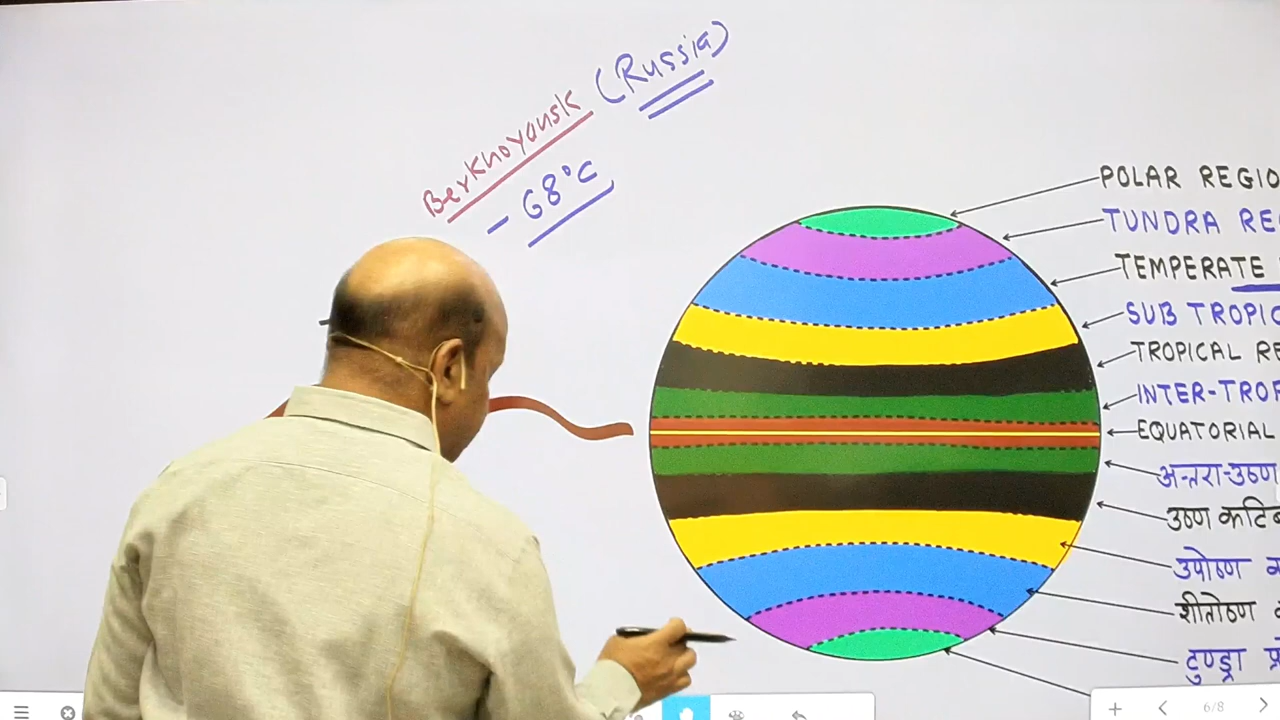 Berkhoyansk (Russia)
- 68°C
POLAR REGIO
TUNDRA RE
TEMPERATE
SUB TROPIC
TROPICAL RE
INTER-TROP
EQUATORIAL
अन्तरा-उष्ण
उष्ण कटिब
उपोष्ण क
शीतोष्ण
टुण्ड्रा प्र
6/8